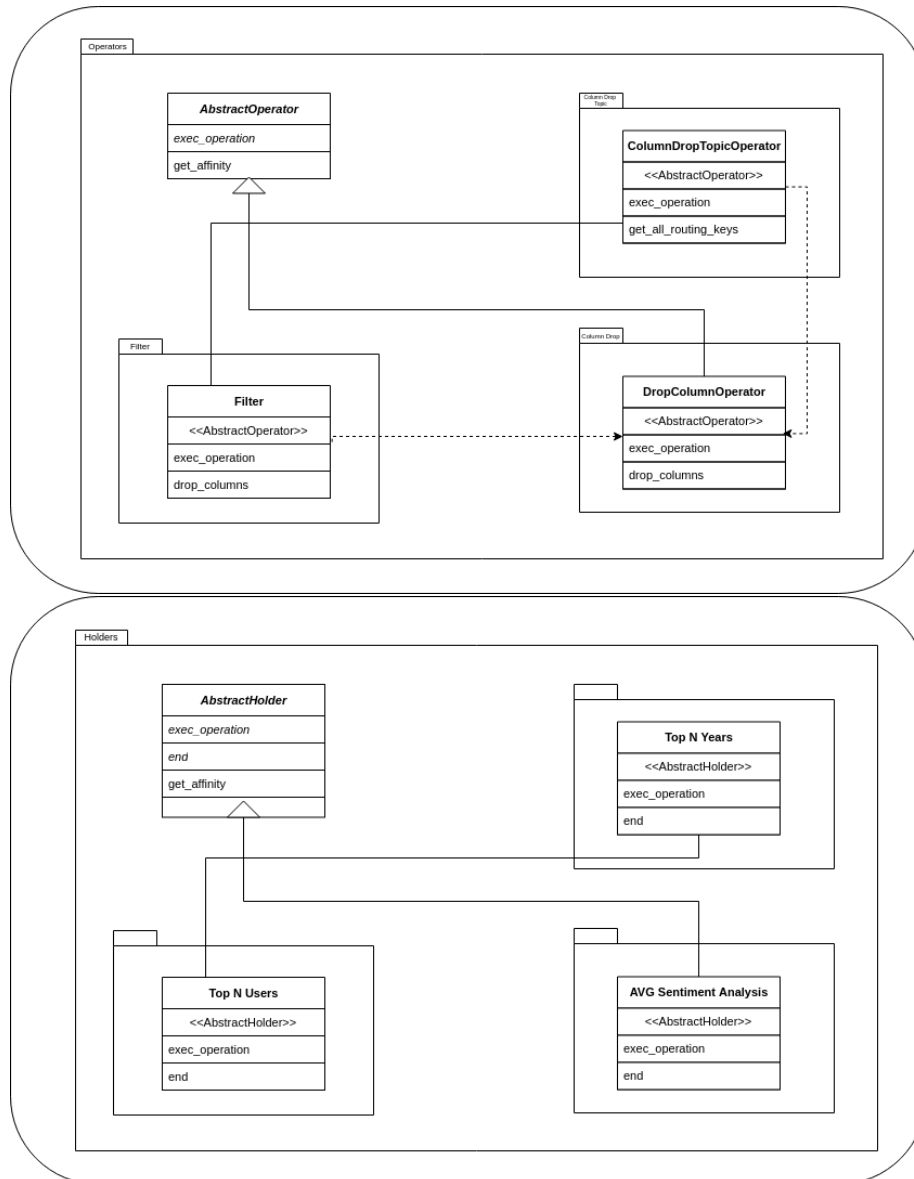 Operators
AbstractOperator
exec_operation
get_affinity
Column Drop
Topic
ColumnDropTopicOperator
<<AbstractOperator>>
exec_operation
get_all_routing_keys
Filter
Filter
<<AbstractOperator>>
exec_operation
drop_columns
Column Drop
DropColumnOperator
<<AbstractOperator>>
exec_operation
drop_columns
Holders
AbstractHolder
exec_operation
end
get_affinity
Top N Years
<<AbstractHolder>>
exec_operation
end
Top N Users
<<AbstractHolder>>
exec_operation
end
AVG Sentiment Analysis
<<AbstractHolder>>
exec_operation
end